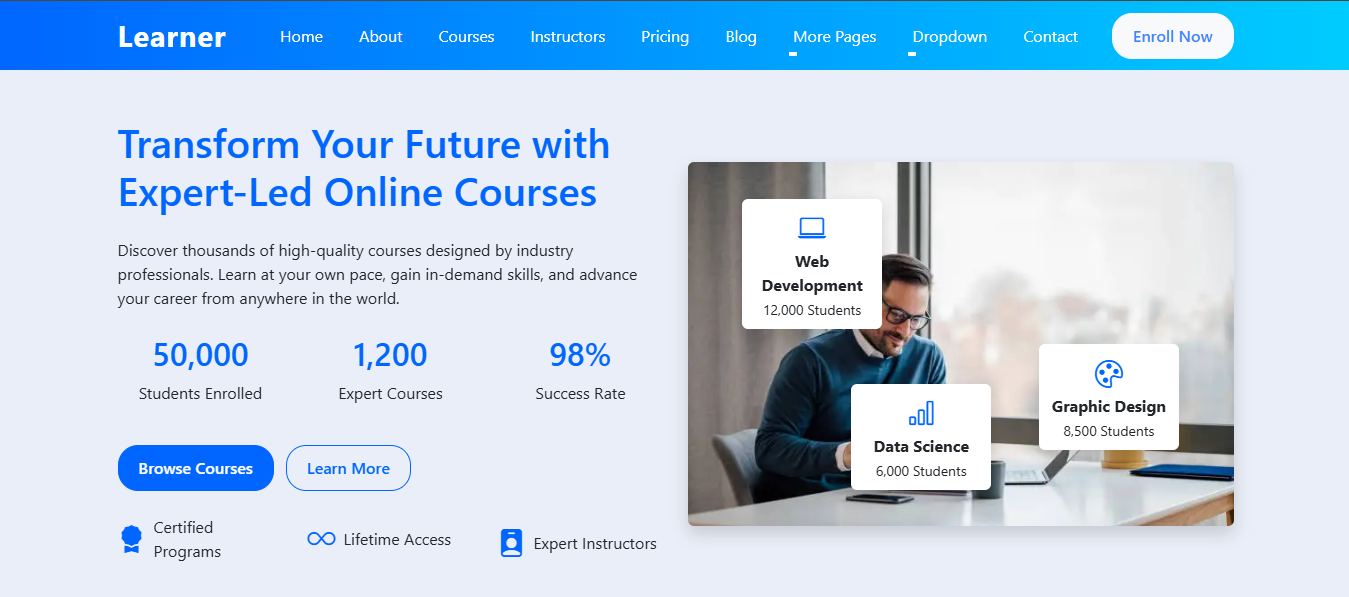 Learner
Home
About
Courses
Instructors
Pricing
Blog
More Pages
Dropdown
Contact
Enroll Now
Transform Your Future with
Expert-Led Online Courses
Discover thousands of high-quality courses designed by industry
professionals. Learn at your own pace, gain in-demand skills, and advance
your career from anywhere in the world.
50,000
Students Enrolled
1,200
Expert Courses
98%
Success Rate
Browse Courses
Learn More
Certified
Programs
Lifetime Access
Expert Instructors
Web
Development
12,000 Students
Graphic Design
8,500 Students
Data Science
6,000 Students